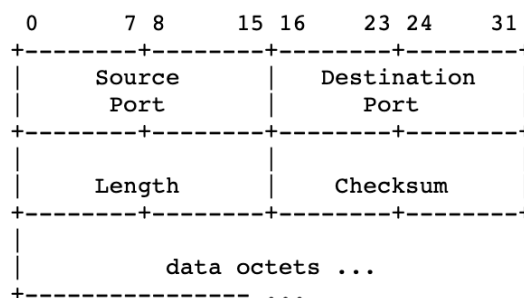 0      7 8     15 16    23 24    31
+--------+--------+--------+--------+
|     Source      |   Destination   |
|      Port       |      Port       |
+--------+--------+--------+--------+
|                 |                 |
|     Length      |    Checksum     |
+--------+--------+--------+--------+
|
|          data octets ...
+---------------- ...